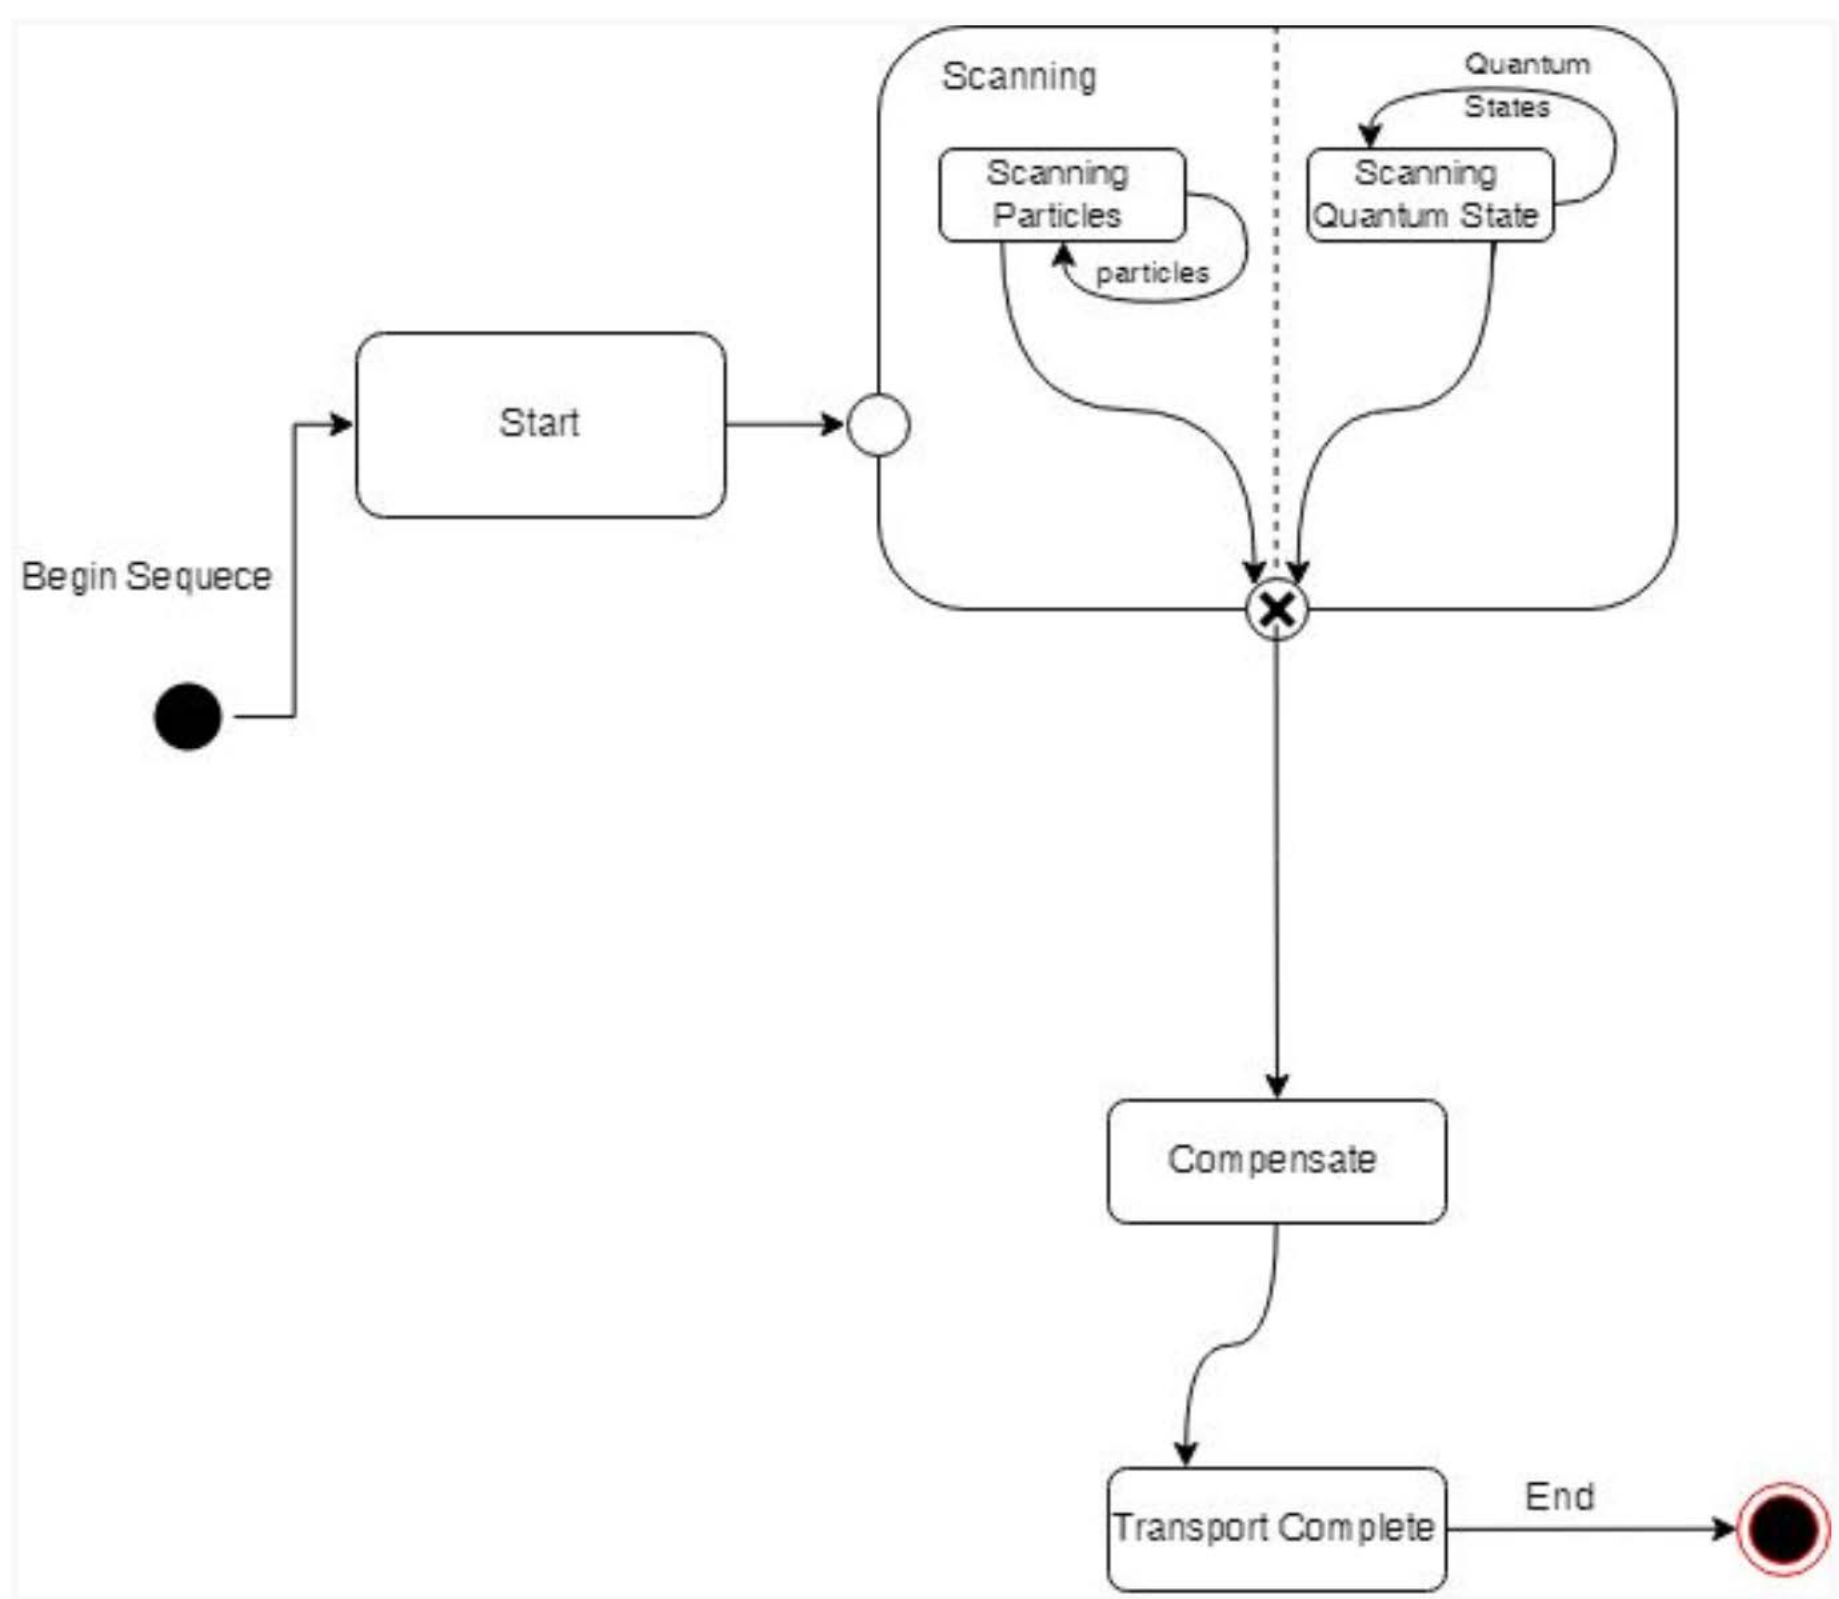 Scanning
Quantum
States
Scanning
Particles
Scanning
Quantum State
particles
Start
Begin Sequece
Compensate
Transport Complete
End